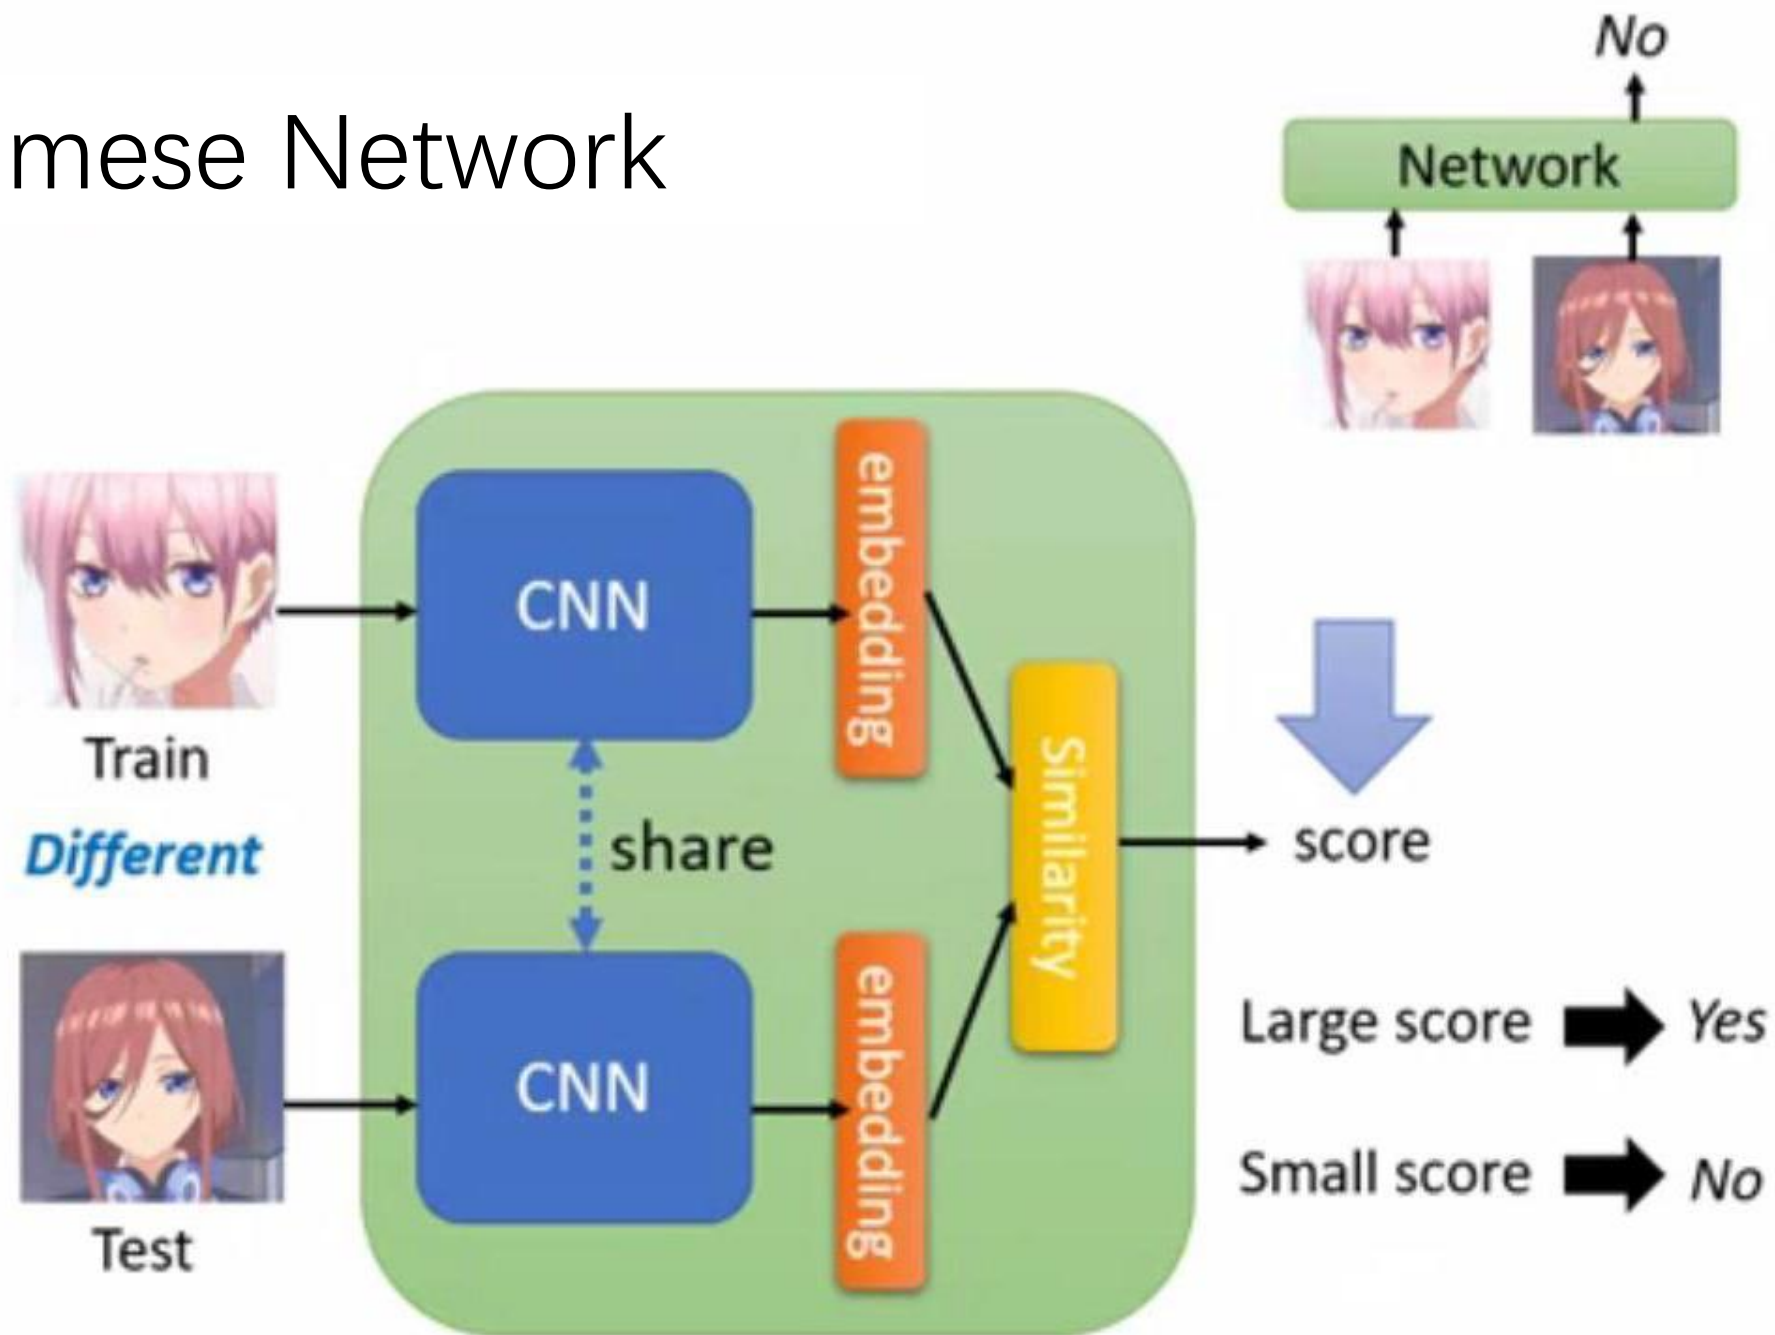 mese Network
No
Network
CNN
embedding
Train
Different
share
Similarity
score
CNN
embedding
Test
Large score
Yes
Small score
No